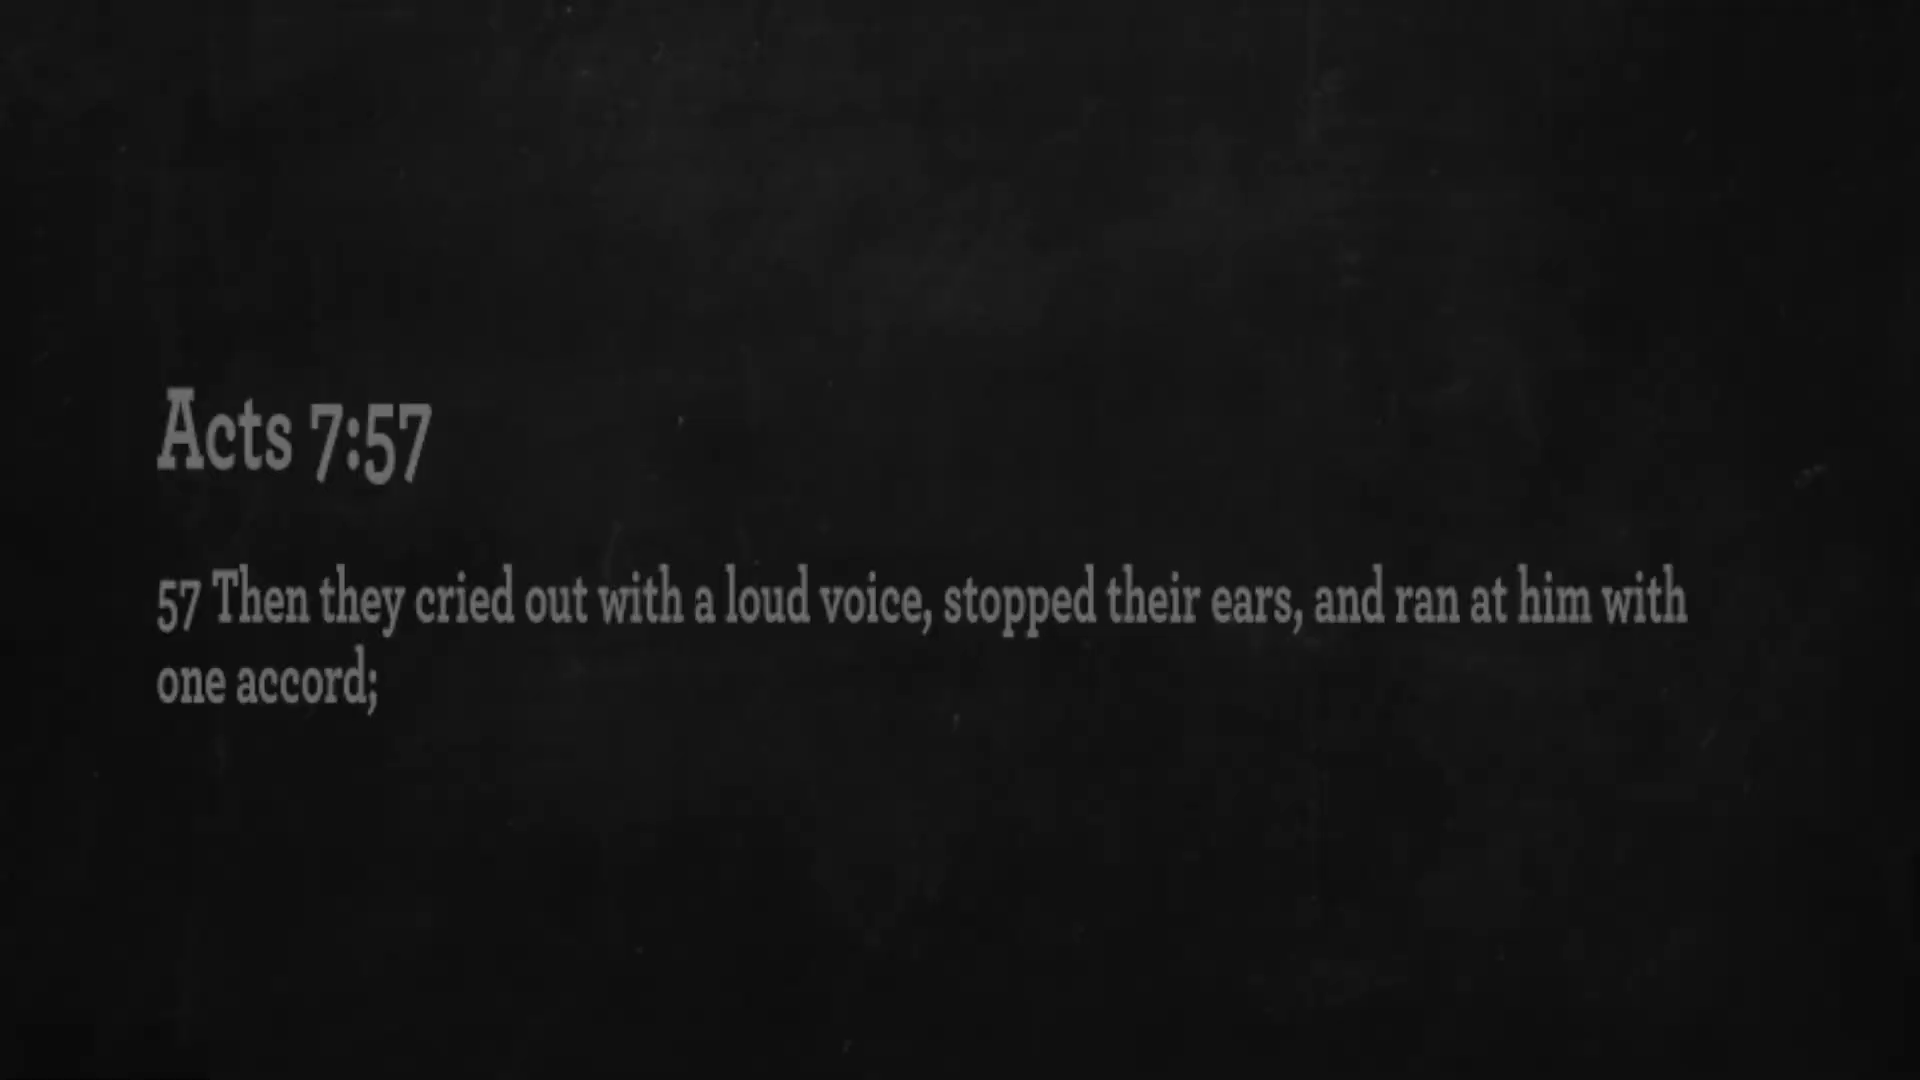 Acts 7:57
57 Then they cried out with a loud voice, stopped their ears, and ran at him with
one accord;